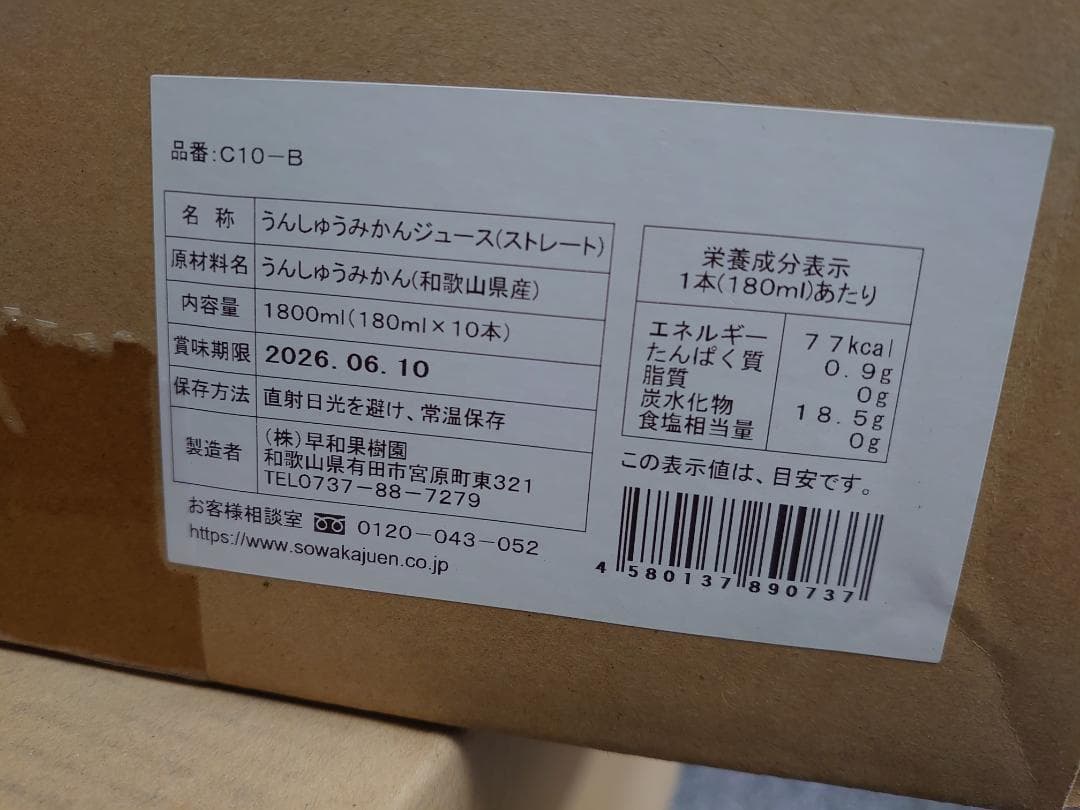 品番:C10-B
名 称 うんしゅうみかんジュース(ストレート)
原材料名 うんしゅうみかん(和歌山県産)
内容量 1800ml(180ml×10本)
賞味期限 2026.06.10
保存方法 直射日光を避け、常温保存
製造者 (株)早和果樹園
和歌山県有田市宮原町東321
TEL0737-88-7279
お客様相談室 0120-043-052
https://www.sowakajuen.co.jp
栄養成分表示
1本(180ml)あたり
エネルギー 77kcal
たんぱく質 0.9g
脂質 0g
炭水化物 18.5g
食塩相当量 0g
この表示値は、目安です。
4 580137 890737